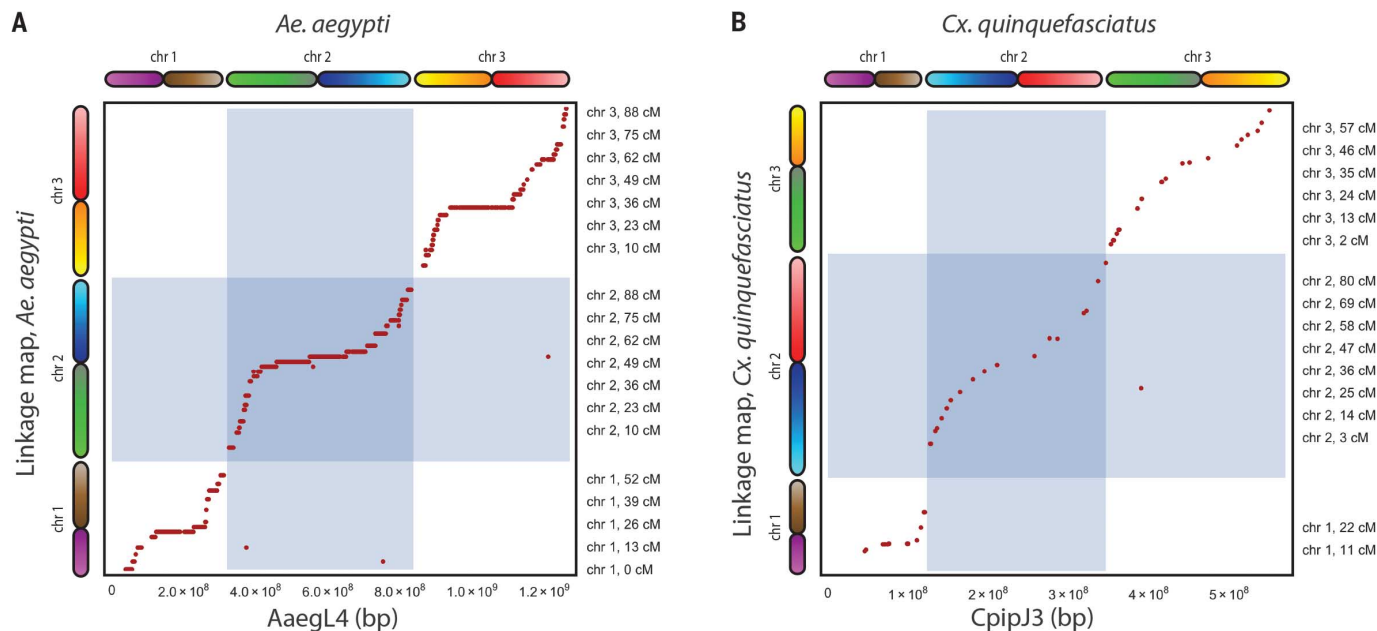 A
Ae. aegypti
chr 1
chr 2
chr 3
Linkage map, Ae. aegypti
chr 3
chr 2
chr 1
chr 3, 88 cM
chr 3, 75 cM
chr 3, 62 cM
chr 3, 49 cM
chr 3, 36 cM
chr 3, 23 cM
chr 3, 10 cM
chr 2, 88 cM
chr 2, 75 cM
chr 2, 62 cM
chr 2, 49 cM
chr 2, 36 cM
chr 2, 23 cM
chr 2, 10 cM
chr 1, 52 cM
chr 1, 39 cM
chr 1, 26 cM
chr 1, 13 cM
chr 1, 0 cM
0 2.0 × 10⁸ 4.0 × 10⁸ 6.0 × 10⁸ 8.0 × 10⁸ 1.0 × 10⁹ 1.2 × 10⁹
AaegL4 (bp)
B
Cx. quinquefasciatus
chr 1
chr 2
chr 3
Linkage map, Cx. quinquefasciatus
chr 3
chr 2
chr 1
chr 3, 57 cM
chr 3, 46 cM
chr 3, 35 cM
chr 3, 24 cM
chr 3, 13 cM
chr 3, 2 cM
chr 2, 80 cM
chr 2, 69 cM
chr 2, 58 cM
chr 2, 47 cM
chr 2, 36 cM
chr 2, 25 cM
chr 2, 14 cM
chr 2, 3 cM
chr 1, 22 cM
chr 1, 11 cM
0 1 × 10⁸ 2 × 10⁸ 3 × 10⁸ 4 × 10⁸ 5 × 10⁸
CpipJ3 (bp)